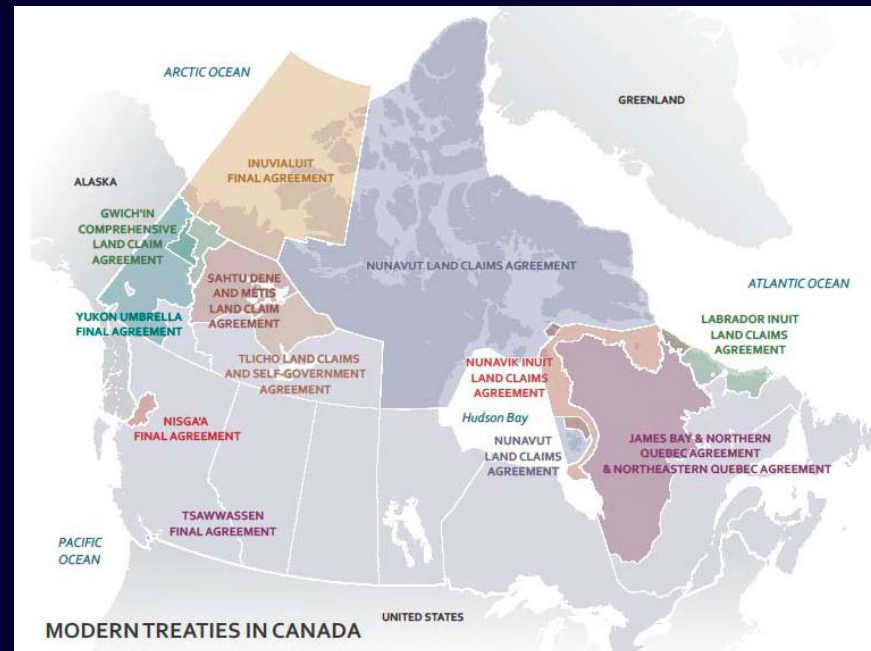 ARCTIC OCEAN
GREENLAND
ALASKA
INUVIALUIT
FINAL AGREEMENT
GWICH'IN
COMPREHENSIVE
LAND CLAIM
AGREEMENT
NUNAVUT LAND CLAIMS AGREEMENT
SAHTU DENE
AND MÉTIS
LAND CLAIM
AGREEMENT
ATLANTIC OCEAN
YUKON UMBRELLA
FINAL AGREEMENT
LABRADOR INUIT
LAND CLAIMS
AGREEMENT
TLICHO LAND CLAIMS
AND SELF-GOVERNMENT
AGREEMENT
NUNAVIK INUIT
LAND CLAIMS
AGREEMENT
Hudson Bay
NISGA'A
FINAL AGREEMENT
NUNAVUT
LAND CLAIMS
AGREEMENT
JAMES BAY & NORTHERN
QUEBEC AGREEMENT
& NORTHEASTERN QUEBEC AGREEMENT
TSAWWASSEN
FINAL AGREEMENT
PACIFIC
OCEAN
UNITED STATES
MODERN TREATIES IN CANADA